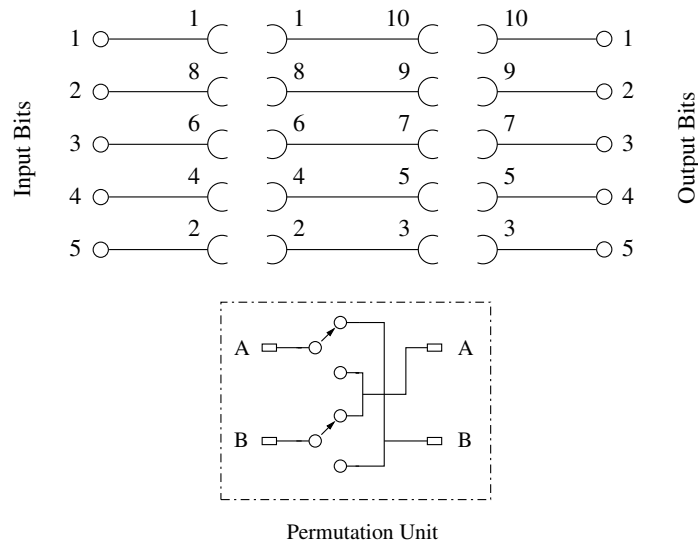 1 1 1 10 10 1
2 8 8 9 9 2
3 6 6 7 7 3
4 4 4 5 5 4
5 2 2 3 3 5
Input Bits
Output Bits
A A
B B
Permutation Unit